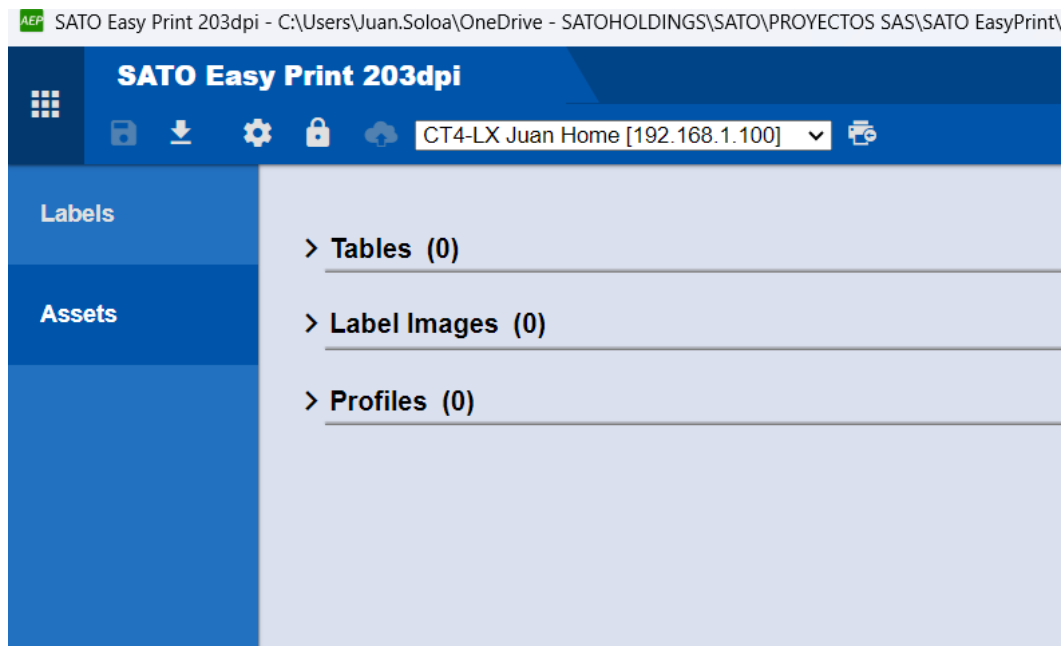 AEP SATO Easy Print 203dpi - C:\Users\Juan.Soloa\OneDrive - SATOHOLDINGS\SATO\PROYECTOS SAS\SATO EasyPrint\
SATO Easy Print 203dpi
CT4-LX Juan Home [192.168.1.100]
Labels
Assets
Tables (0)
Label Images (0)
Profiles (0)